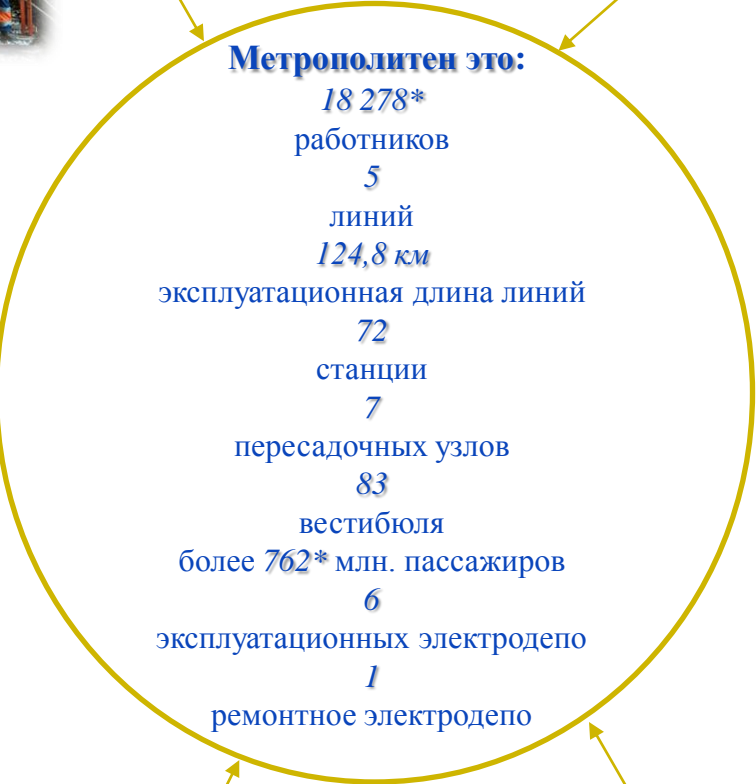 Метрополитен это:
18 278*
работников
5
линий
124,8 км
эксплуатационная длина линий
72
станции
7
пересадочных узлов
83
вестибюля
более 762* млн. пассажиров
6
эксплуатационных электродепо
1
ремонтное электродепо